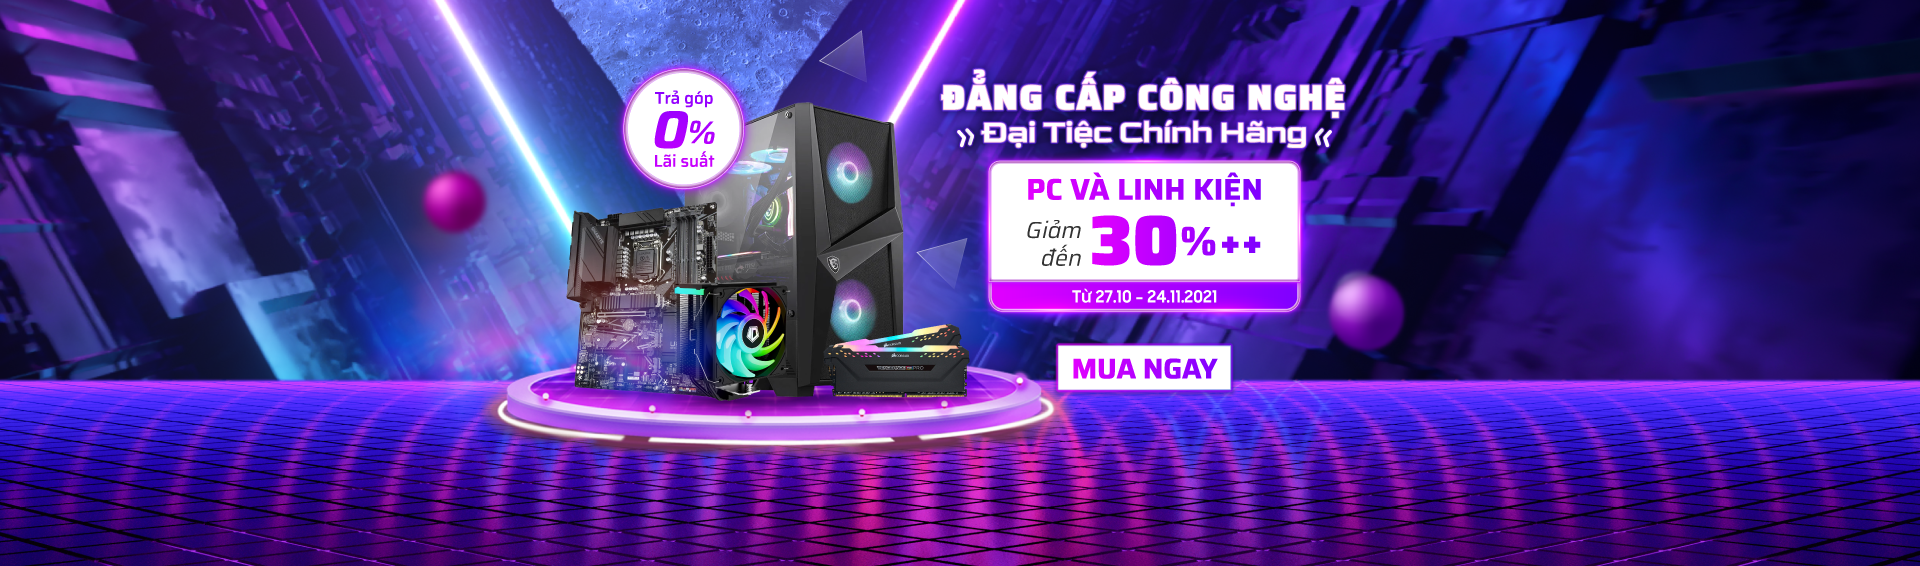 Trả góp
0%
Lãi suất
ĐẲNG CẤP CÔNG NGHỆ
Đại Tiệc Chính Hãng
PC VÀ LINH KIỆN
Giảm đến 30%++
Từ 27.10 - 24.11.2021
MUA NGAY